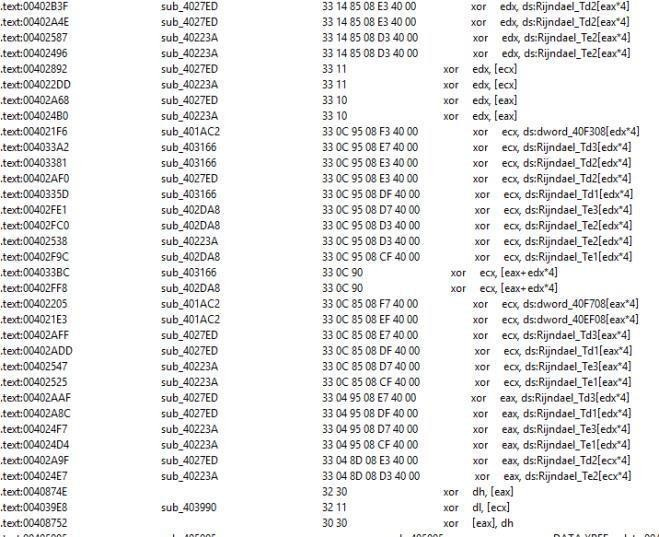 .text:00402B3F sub_4027ED 33 14 85 08 E3 40 00 xor edx, ds:Rijndael_Td2[eax*4]
.text:00402A4E sub_4027ED 33 14 85 08 E3 40 00 xor edx, ds:Rijndael_Td2[eax*4]
.text:00402587 sub_40223A 33 14 85 08 D3 40 00 xor edx, ds:Rijndael_Te2[eax*4]
.text:00402496 sub_40223A 33 14 85 08 D3 40 00 xor edx, ds:Rijndael_Te2[eax*4]
.text:00402892 sub_4027ED 33 11 xor edx, [ecx]
.text:004022DD sub_40223A 33 11 xor edx, [ecx]
.text:00402A68 sub_4027ED 33 10 xor edx, [eax]
.text:004024B0 sub_40223A 33 10 xor edx, [eax]
.text:004021F6 sub_401AC2 33 0C 95 08 F3 40 00 xor ecx, ds:dword_40F308[edx*4]
.text:004033A2 sub_403166 33 0C 95 08 E7 40 00 xor ecx, ds:Rijndael_Td3[edx*4]
.text:00403381 sub_403166 33 0C 95 08 E3 40 00 xor ecx, ds:Rijndael_Td2[edx*4]
.text:00402AF0 sub_4027ED 33 0C 95 08 E3 40 00 xor ecx, ds:Rijndael_Td2[edx*4]
.text:0040335D sub_403166 33 0C 95 08 DF 40 00 xor ecx, ds:Rijndael_Td1[edx*4]
.text:00402FE1 sub_402DA8 33 0C 95 08 D7 40 00 xor ecx, ds:Rijndael_Te3[edx*4]
.text:00402FC0 sub_402DA8 33 0C 95 08 D3 40 00 xor ecx, ds:Rijndael_Te2[edx*4]
.text:00402538 sub_40223A 33 0C 95 08 D3 40 00 xor ecx, ds:Rijndael_Te2[edx*4]
.text:00402F9C sub_402DA8 33 0C 95 08 CF 40 00 xor ecx, ds:Rijndael_Te1[edx*4]
.text:004033BC sub_403166 33 0C 90 xor ecx, [eax+edx*4]
.text:00402FF8 sub_402DA8 33 0C 90 xor ecx, [eax+edx*4]
.text:00402205 sub_401AC2 33 0C 85 08 F7 40 00 xor ecx, ds:dword_40F708[eax*4]
.text:004021E3 sub_401AC2 33 0C 85 08 EF 40 00 xor ecx, ds:dword_40EF08[eax*4]
.text:00402AFF sub_4027ED 33 0C 85 08 E7 40 00 xor ecx, ds:Rijndael_Td3[eax*4]
.text:00402ADD sub_4027ED 33 0C 85 08 DF 40 00 xor ecx, ds:Rijndael_Td1[eax*4]
.text:00402547 sub_40223A 33 0C 85 08 D7 40 00 xor ecx, ds:Rijndael_Te3[eax*4]
.text:00402525 sub_40223A 33 0C 85 08 CF 40 00 xor ecx, ds:Rijndael_Te1[eax*4]
.text:00402AAF sub_4027ED 33 04 95 08 E7 40 00 xor eax, ds:Rijndael_Td3[edx*4]
.text:00402A8C sub_4027ED 33 04 95 08 DF 40 00 xor eax, ds:Rijndael_Td1[edx*4]
.text:004024F7 sub_40223A 33 04 95 08 D7 40 00 xor eax, ds:Rijndael_Te3[edx*4]
.text:004024D4 sub_40223A 33 04 95 08 CF 40 00 xor eax, ds:Rijndael_Te1[edx*4]
.text:00402A9F sub_4027ED 33 04 8D 08 E3 40 00 xor eax, ds:Rijndael_Td2[ecx*4]
.text:004024E7 sub_40223A 33 04 8D 08 D3 40 00 xor eax, ds:Rijndael_Te2[ecx*4]
.text:0040874E 32 30 xor dh, [eax]
.text:004039E8 sub_403990 32 11 xor dl, [ecx]
.text:00408752 30 30 xor [eax], dh